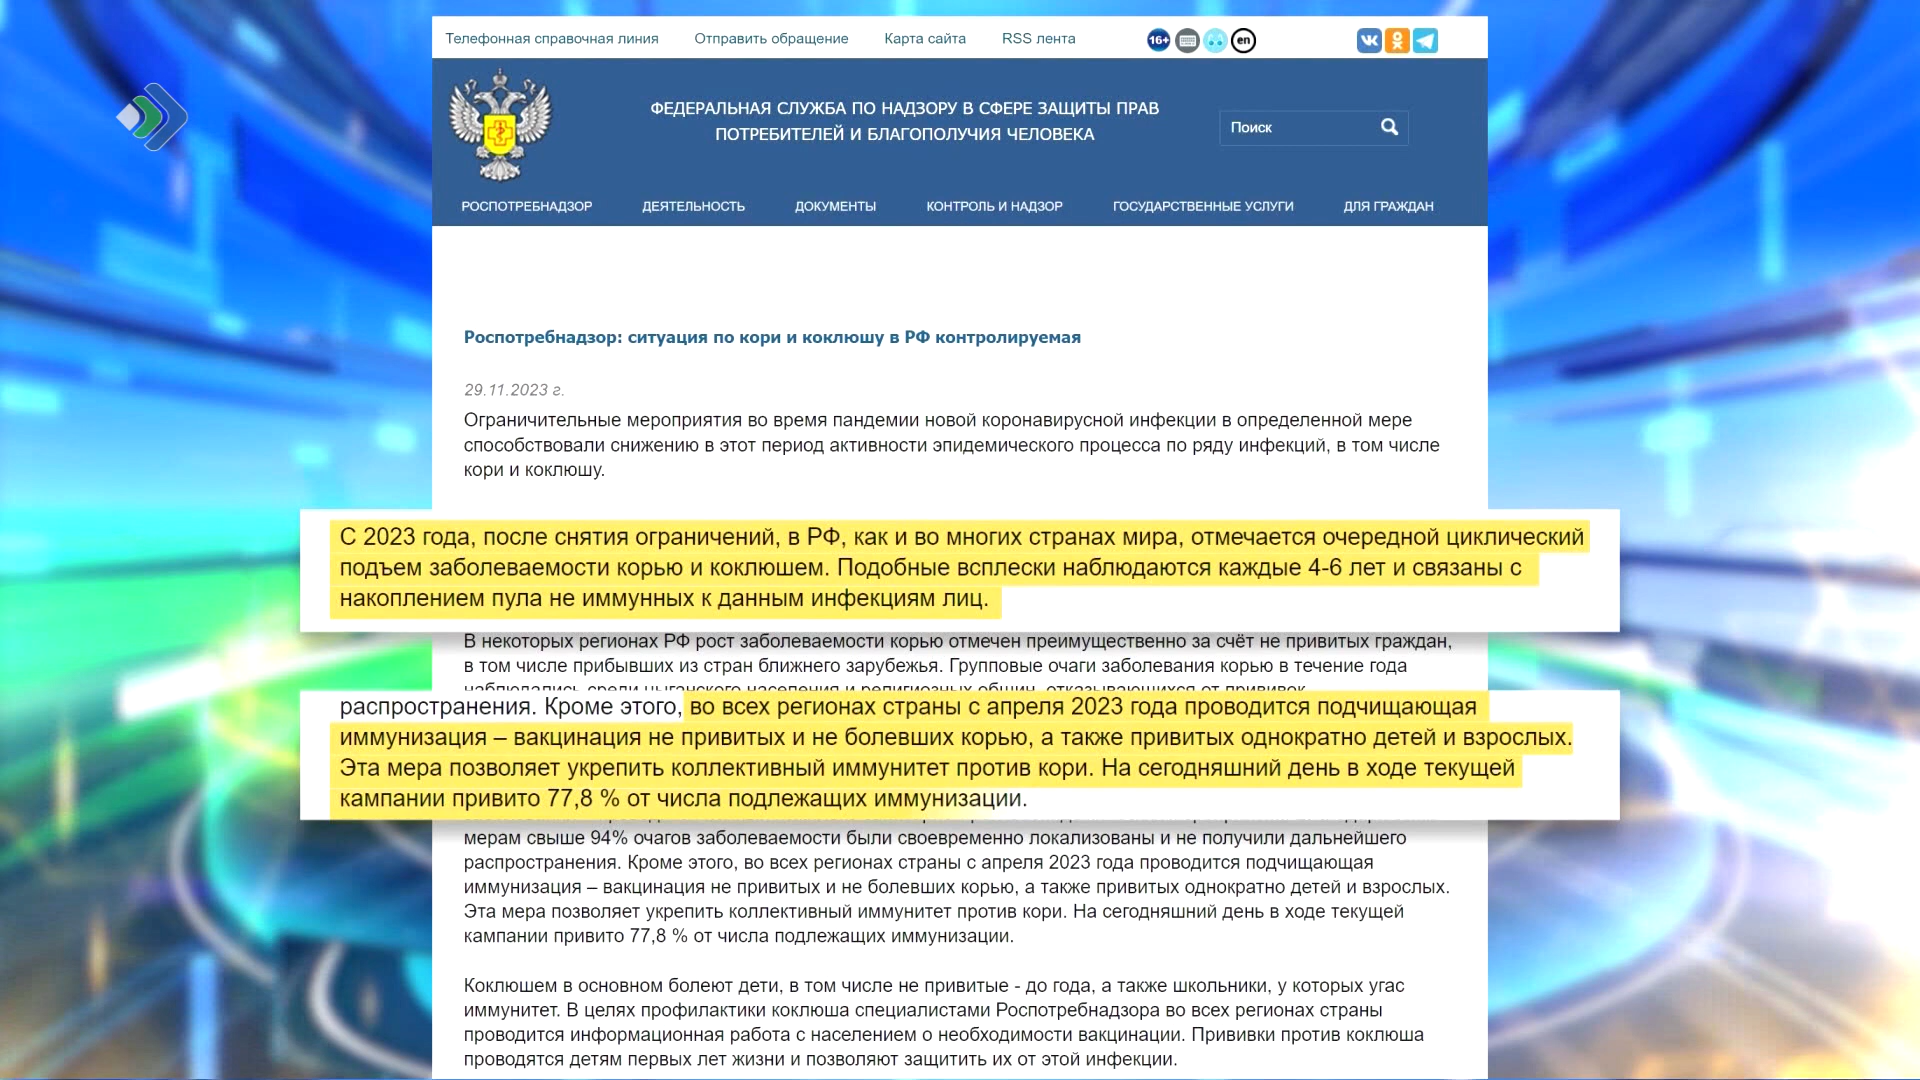 Телефонная справочная линия Отправить обращение Карта сайта RSS лента 16+ en
ФЕДЕРАЛЬНАЯ СЛУЖБА ПО НАДЗОРУ В СФЕРЕ ЗАЩИТЫ ПРАВ
ПОТРЕБИТЕЛЕЙ И БЛАГОПОЛУЧИЯ ЧЕЛОВЕКА
Поиск
РОСПОТРЕБНАДЗОР ДЕЯТЕЛЬНОСТЬ ДОКУМЕНТЫ КОНТРОЛЬ И НАДЗОР ГОСУДАРСТВЕННЫЕ УСЛУГИ ДЛЯ ГРАЖДАН
Роспотребнадзор: ситуация по кори и коклюшу в РФ контролируемая
29.11.2023 г.
Ограничительные мероприятия во время пандемии новой коронавирусной инфекции в определенной мере
способствовали снижению в этот период активности эпидемического процесса по ряду инфекций, в том числе
кори и коклюшу.
С 2023 года, после снятия ограничений, в РФ, как и во многих странах мира, отмечается очередной циклический
подъем заболеваемости корью и коклюшем. Подобные всплески наблюдаются каждые 4-6 лет и связаны с
накоплением пула не иммунных к данным инфекциям лиц.
В некоторых регионах РФ рост заболеваемости корью отмечен преимущественно за счёт не привитых граждан,
в том числе прибывших из стран ближнего зарубежья. Групповые очаги заболевания корью в течение года
наблюдались среди цыганского населения и религиозных общин, отказывающихся от прививок.
распространения. Кроме этого, во всех регионах страны с апреля 2023 года проводится подчищающая
иммунизация – вакцинация не привитых и не болевших корью, а также привитых однократно детей и взрослых.
Эта мера позволяет укрепить коллективный иммунитет против кори. На сегодняшний день в ходе текущей
кампании привито 77,8 % от числа подлежащих иммунизации.
мерам свыше 94% очагов заболеваемости были своевременно локализованы и не получили дальнейшего
распространения. Кроме этого, во всех регионах страны с апреля 2023 года проводится подчищающая
иммунизация – вакцинация не привитых и не болевших корью, а также привитых однократно детей и взрослых.
Эта мера позволяет укрепить коллективный иммунитет против кори. На сегодняшний день в ходе текущей
кампании привито 77,8 % от числа подлежащих иммунизации.
Коклюшем в основном болеют дети, в том числе не привитые - до года, а также школьники, у которых угас
иммунитет. В целях профилактики коклюша специалистами Роспотребнадзора во всех регионах страны
проводится информационная работа с населением о необходимости вакцинации. Прививки против коклюша
проводятся детям первых лет жизни и позволяют защитить их от этой инфекции.